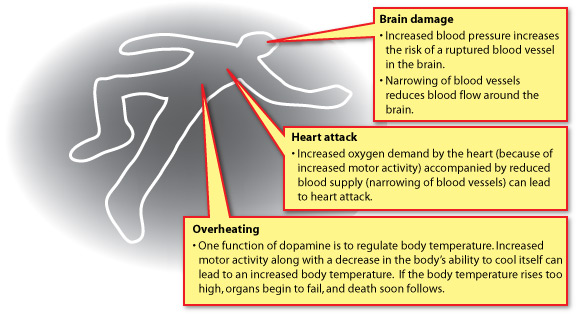 Brain damage
• Increased blood pressure increases
the risk of a ruptured blood vessel
in the brain.
• Narrowing of blood vessels
reduces blood flow around the
brain.
Heart attack
• Increased oxygen demand by the heart (because of
increased motor activity) accompanied by reduced
blood supply (narrowing of blood vessels) can lead
to heart attack.
Overheating
• One function of dopamine is to regulate body temperature. Increased
motor activity along with a decrease in the body's ability to cool itself can
lead to an increased body temperature. If the body temperature rises too
high, organs begin to fail, and death soon follows.